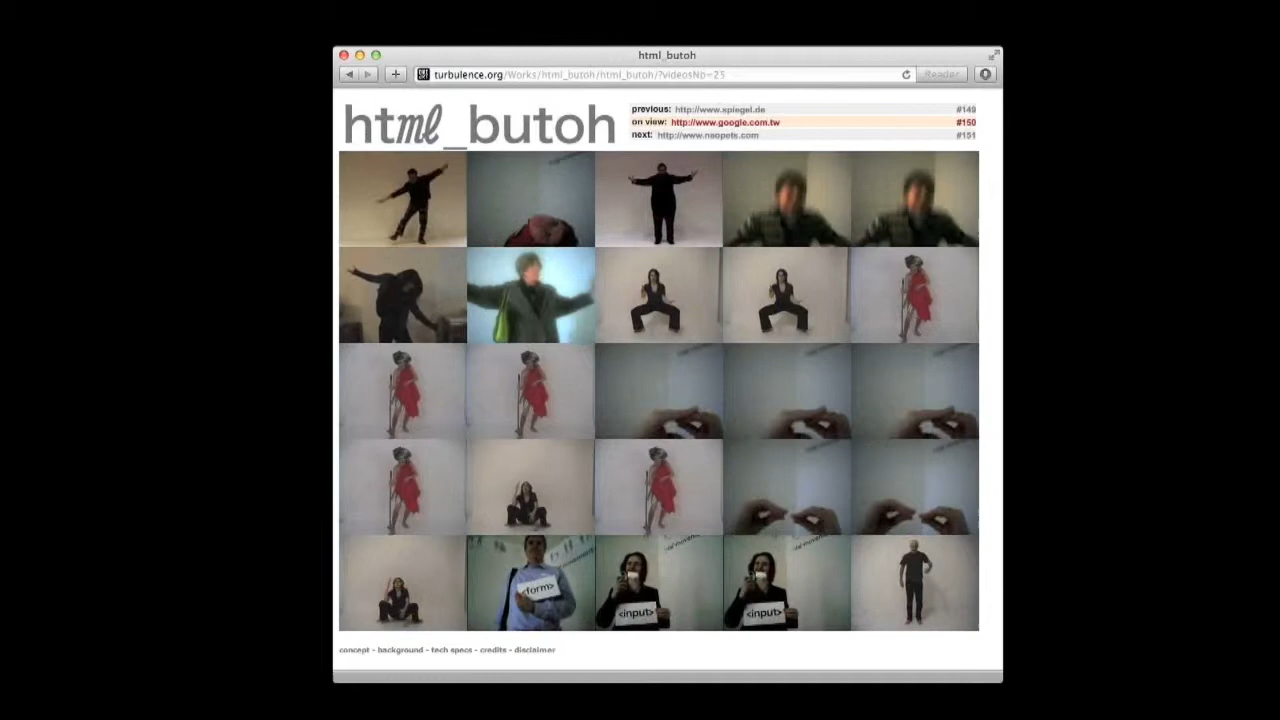 html_butoh
turbulence.org/Works/html_butoh/html_butoh/?videosNb=25
Reader
html_butoh
previous: http://www.spiegel.de #149
on view: http://www.google.com.tw #150
next: http://www.neopets.com #151
<form>
<input>
<input>
concept - background - tech specs - credits - disclaimer